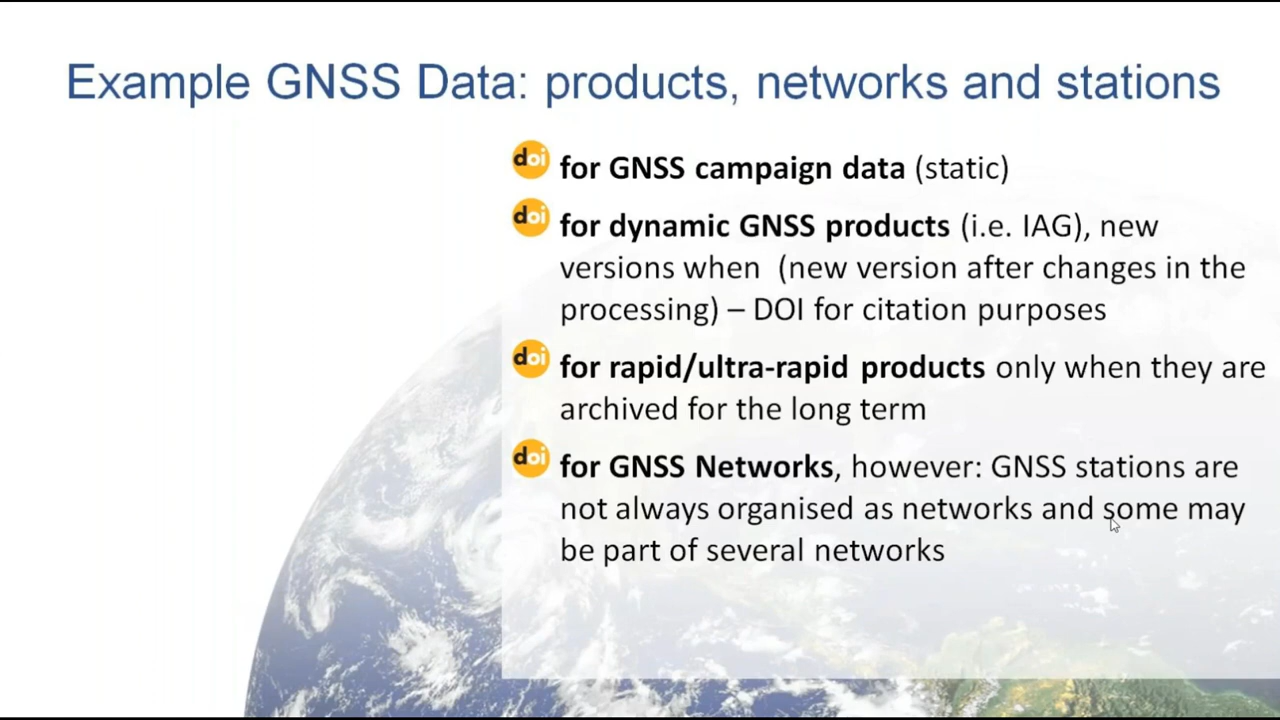 Example GNSS Data: products, networks and stations
doi for GNSS campaign data (static)
doi for dynamic GNSS products (i.e. IAG), new
versions when  (new version after changes in the
processing) – DOI for citation purposes
doi for rapid/ultra-rapid products only when they are
archived for the long term
doi for GNSS Networks, however: GNSS stations are
not always organised as networks and some may
be part of several networks